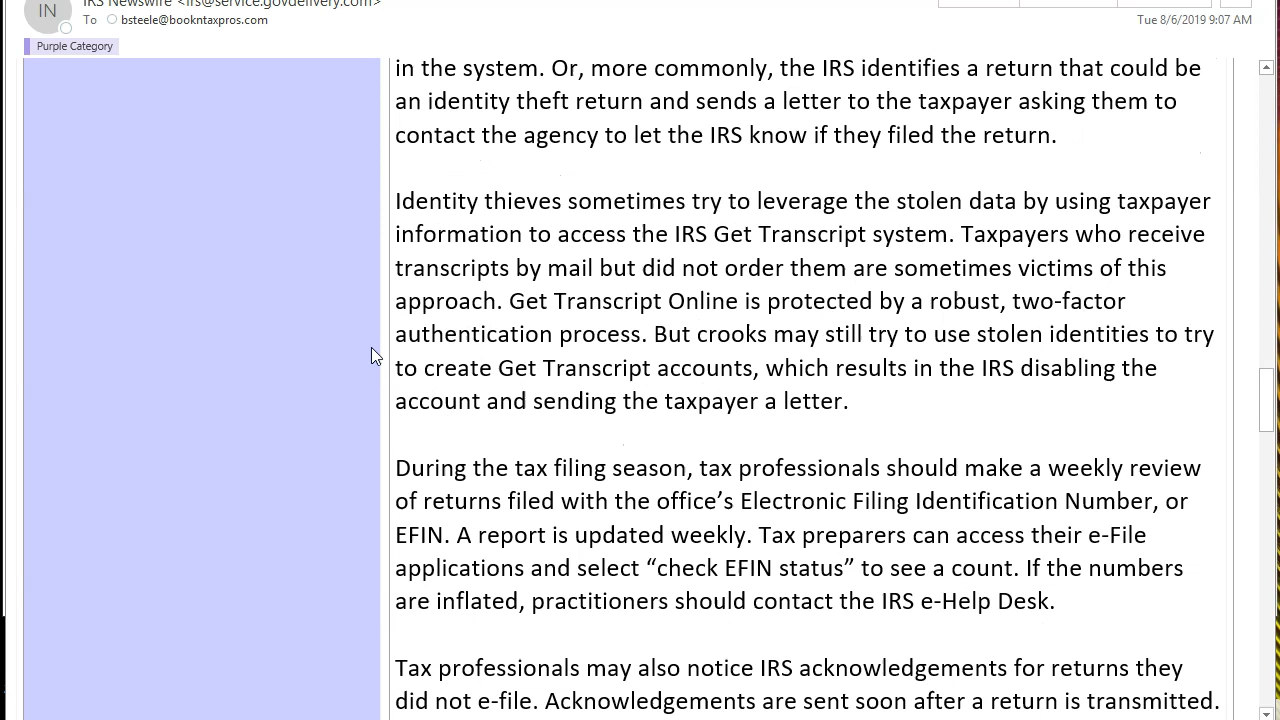 IN
IRS Newswire <irs@service.govdelivery.com>
To bsteele@bookntaxpros.com
Tue 8/6/2019 9:07 AM
Purple Category
in the system. Or, more commonly, the IRS identifies a return that could be
an identity theft return and sends a letter to the taxpayer asking them to
contact the agency to let the IRS know if they filed the return.
Identity thieves sometimes try to leverage the stolen data by using taxpayer
information to access the IRS Get Transcript system. Taxpayers who receive
transcripts by mail but did not order them are sometimes victims of this
approach. Get Transcript Online is protected by a robust, two-factor
authentication process. But crooks may still try to use stolen identities to try
to create Get Transcript accounts, which results in the IRS disabling the
account and sending the taxpayer a letter.
During the tax filing season, tax professionals should make a weekly review
of returns filed with the office’s Electronic Filing Identification Number, or
EFIN. A report is updated weekly. Tax preparers can access their e-File
applications and select “check EFIN status” to see a count. If the numbers
are inflated, practitioners should contact the IRS e-Help Desk.
Tax professionals may also notice IRS acknowledgements for returns they
did not e-file. Acknowledgements are sent soon after a return is transmitted.